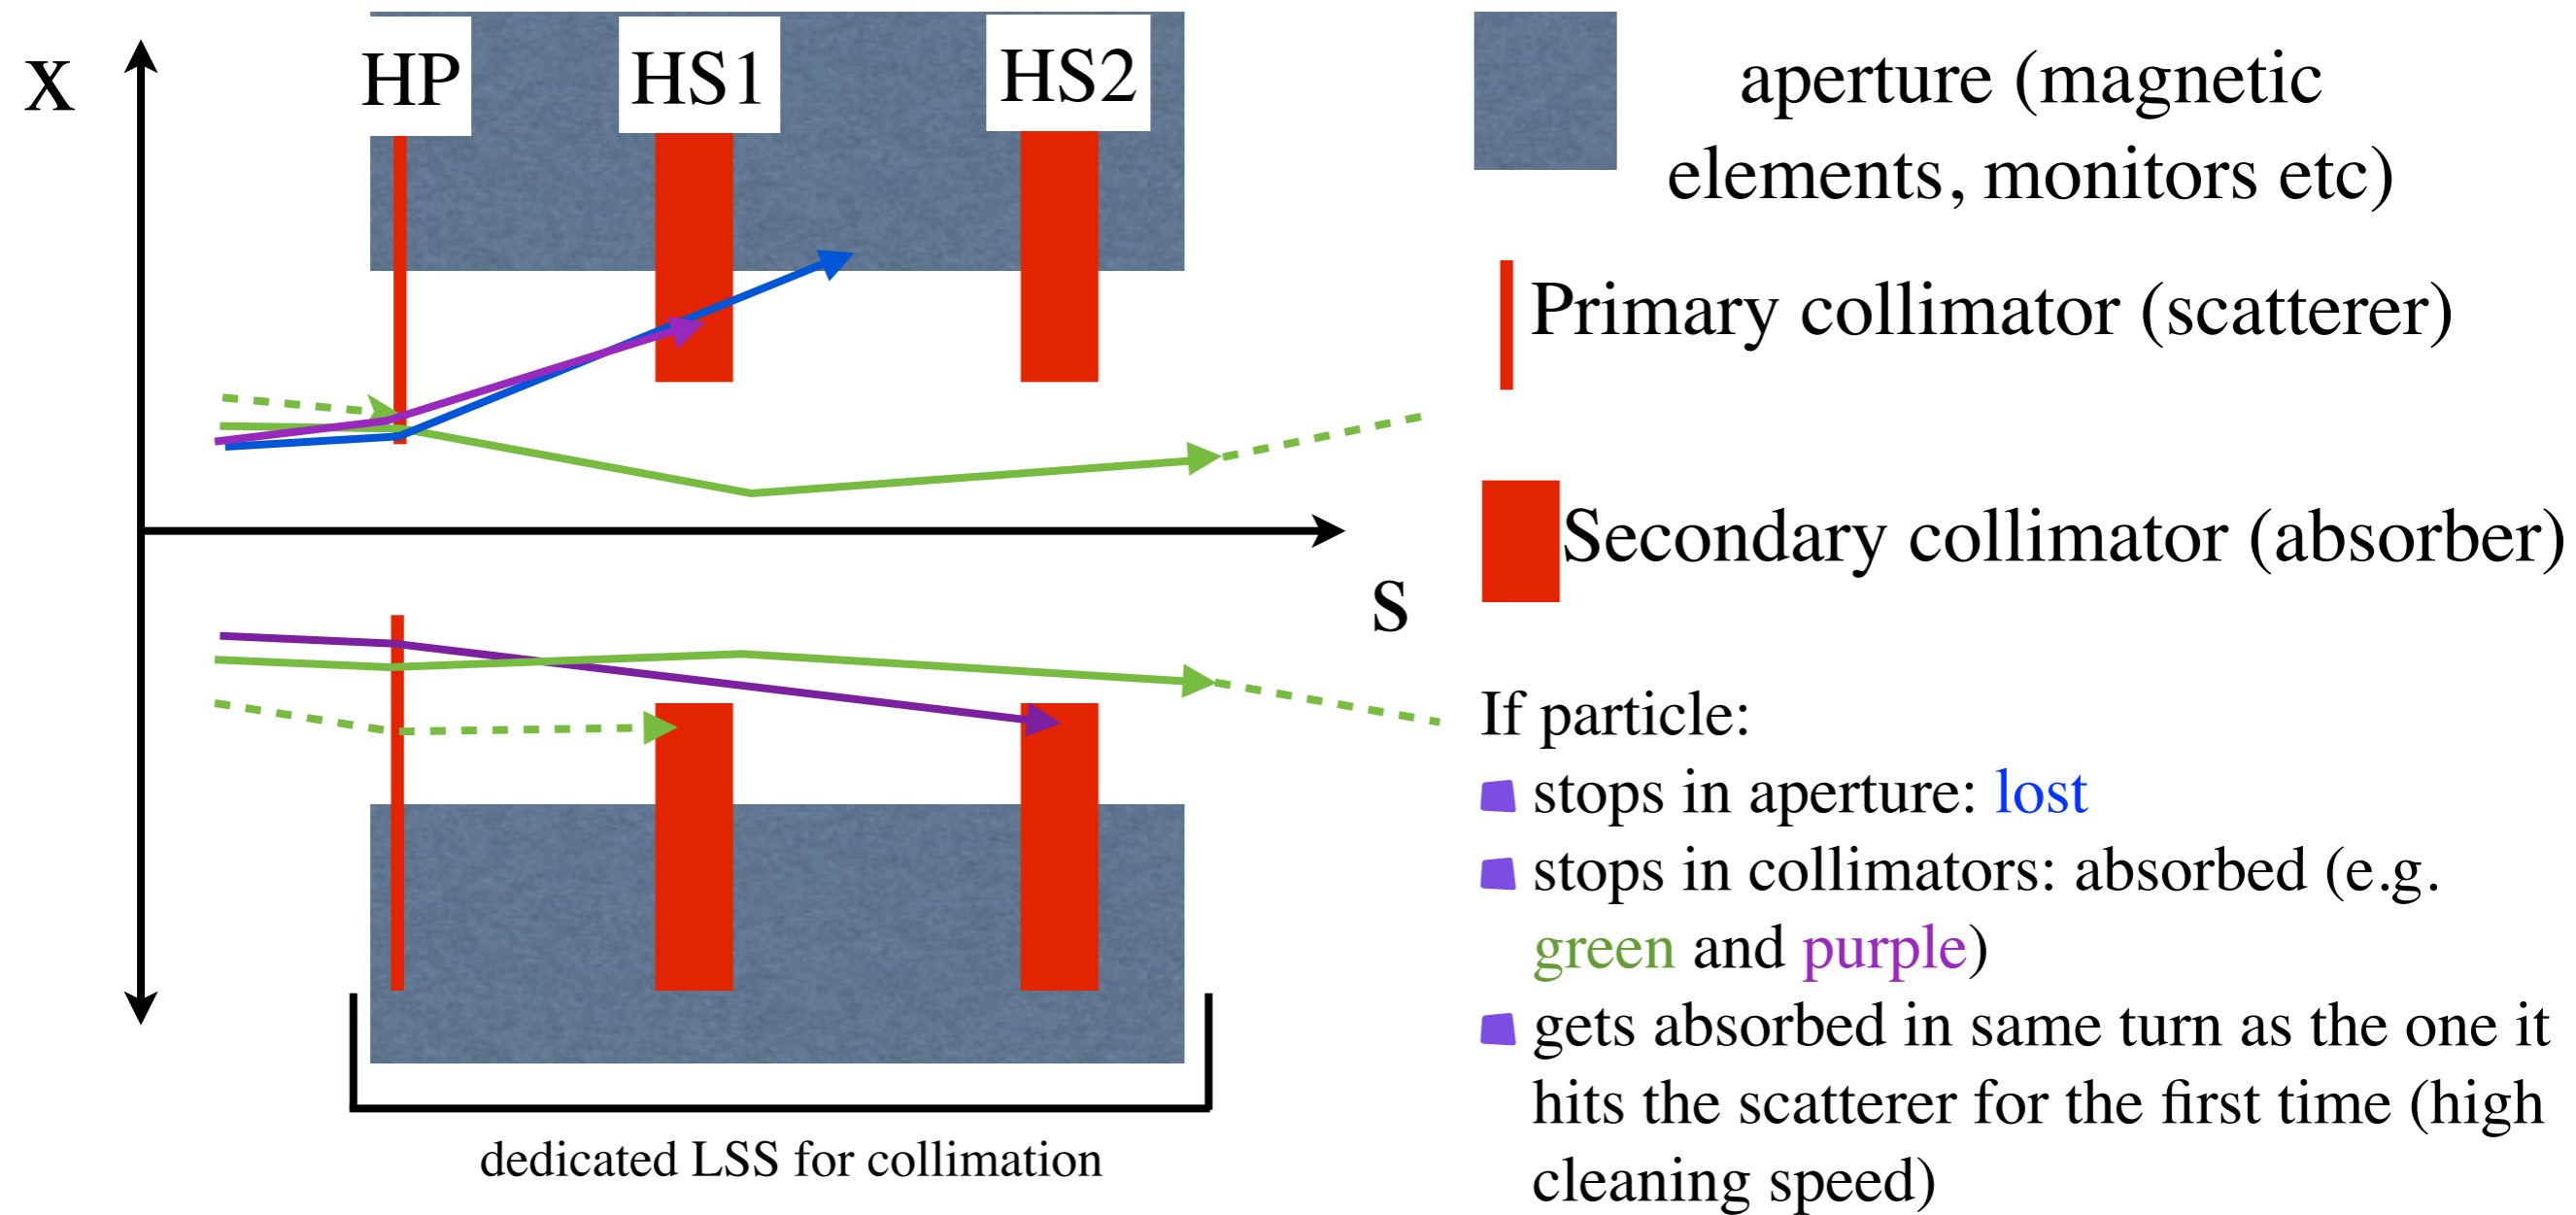 x
HP
HS1
HS2
s
dedicated LSS for collimation
aperture (magnetic
elements, monitors etc)
Primary collimator (scatterer)
Secondary collimator (absorber)
If particle:
stops in aperture: lost
stops in collimators: absorbed (e.g.
green and purple)
gets absorbed in same turn as the one it
hits the scatterer for the first time (high
cleaning speed)